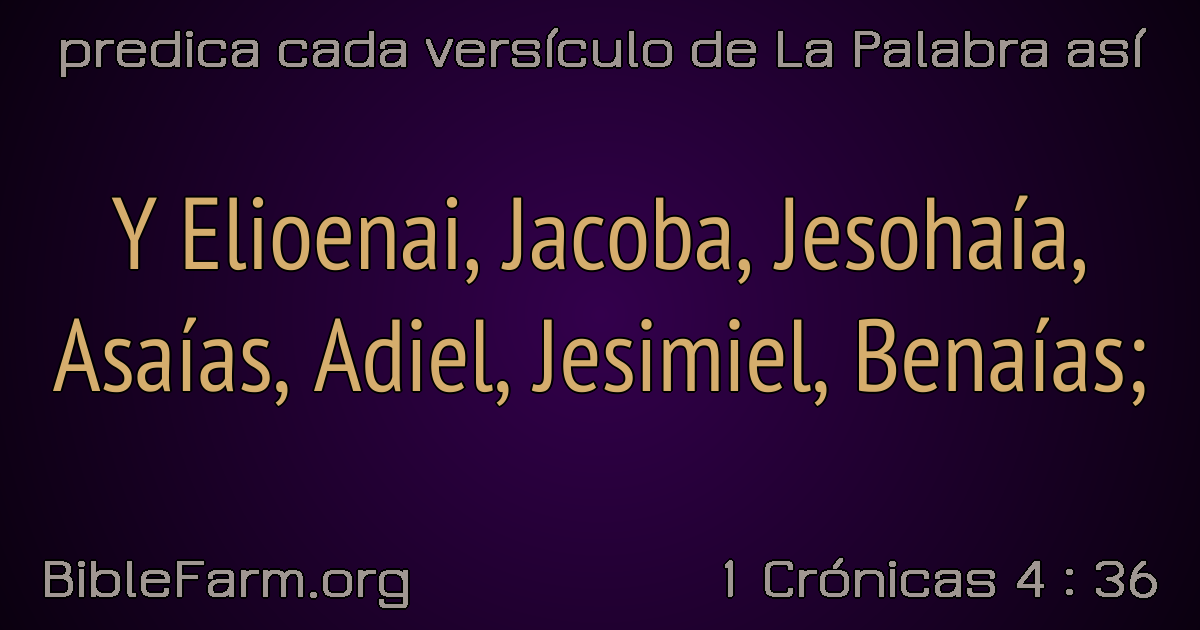 predica cada versículo de La Palabra así
Y Elioenai, Jacoba, Jesohaía,
Asaías, Adiel, Jesimiel, Benaías;
BibleFarm.org
1 Crónicas 4 : 36